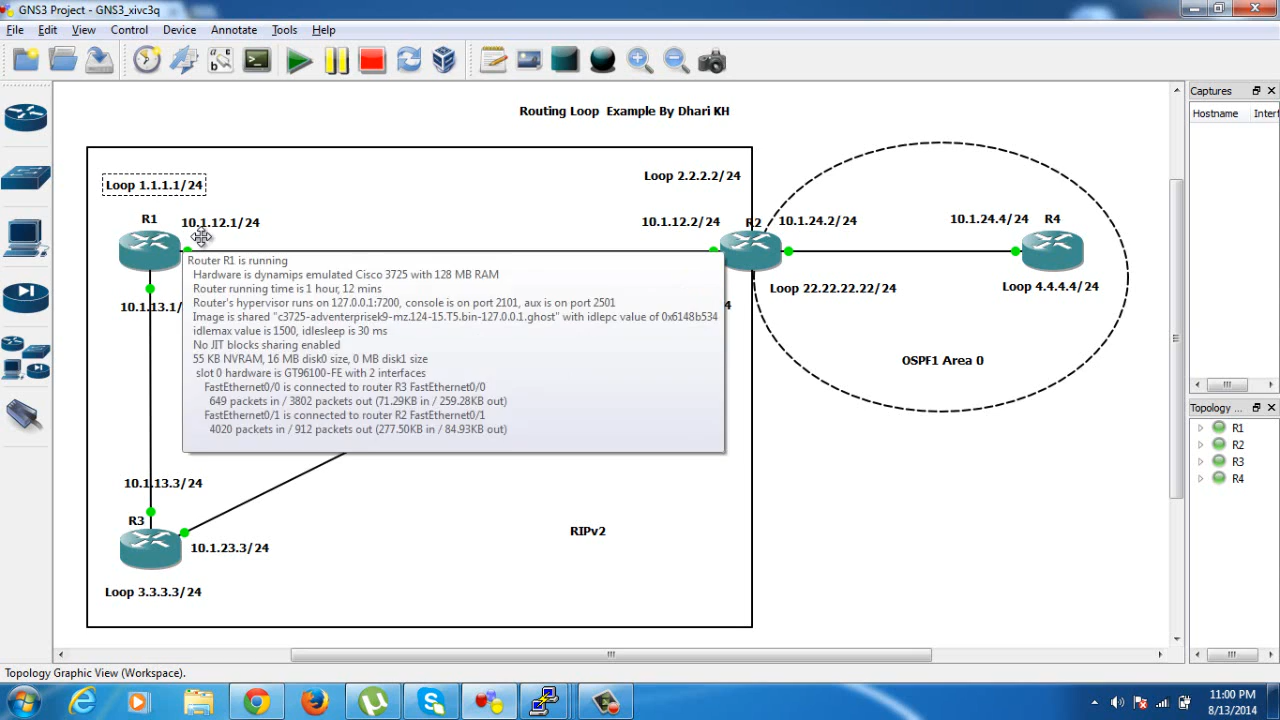 GNS3 Project - GNS3_xivc3q
File Edit View Control Device Annotate Tools Help
Routing Loop Example By Dhari KH
Captures
Hostname Interf
Loop 1.1.1.1/24
Loop 2.2.2.2/24
R1
10.1.12.1/24
10.1.12.2/24
R2
10.1.24.2/24
10.1.24.4/24
R4
Router R1 is running
Hardware is dynamips emulated Cisco 3725 with 128 MB RAM
Router running time is 1 hour, 12 mins
Router's hypervisor runs on 127.0.0.1:7200, console is on port 2101, aux is on port 2501
Image is shared "c3725-adventerprisek9-mz.124-15.T5.bin-127.0.0.1.ghost" with idlepc value of 0x6148b534
idlemax value is 1500, idlesleep is 30 ms
No JIT blocks sharing enabled
55 KB NVRAM, 16 MB disk0 size, 0 MB disk1 size
slot 0 hardware is GT96100-FE with 2 interfaces
FastEthernet0/0 is connected to router R3 FastEthernet0/0
649 packets in / 3802 packets out (71.29KB in / 259.28KB out)
FastEthernet0/1 is connected to router R2 FastEthernet0/1
4020 packets in / 912 packets out (277.50KB in / 84.93KB out)
10.1.13.1/
4
Loop 22.22.22.22/24
Loop 4.4.4.4/24
OSPF1 Area 0
Topology ...
R1
R2
R3
R4
10.1.13.3/24
R3
10.1.23.3/24
RIPv2
Loop 3.3.3.3/24
Topology Graphic View (Workspace).
11:00 PM
8/13/2014